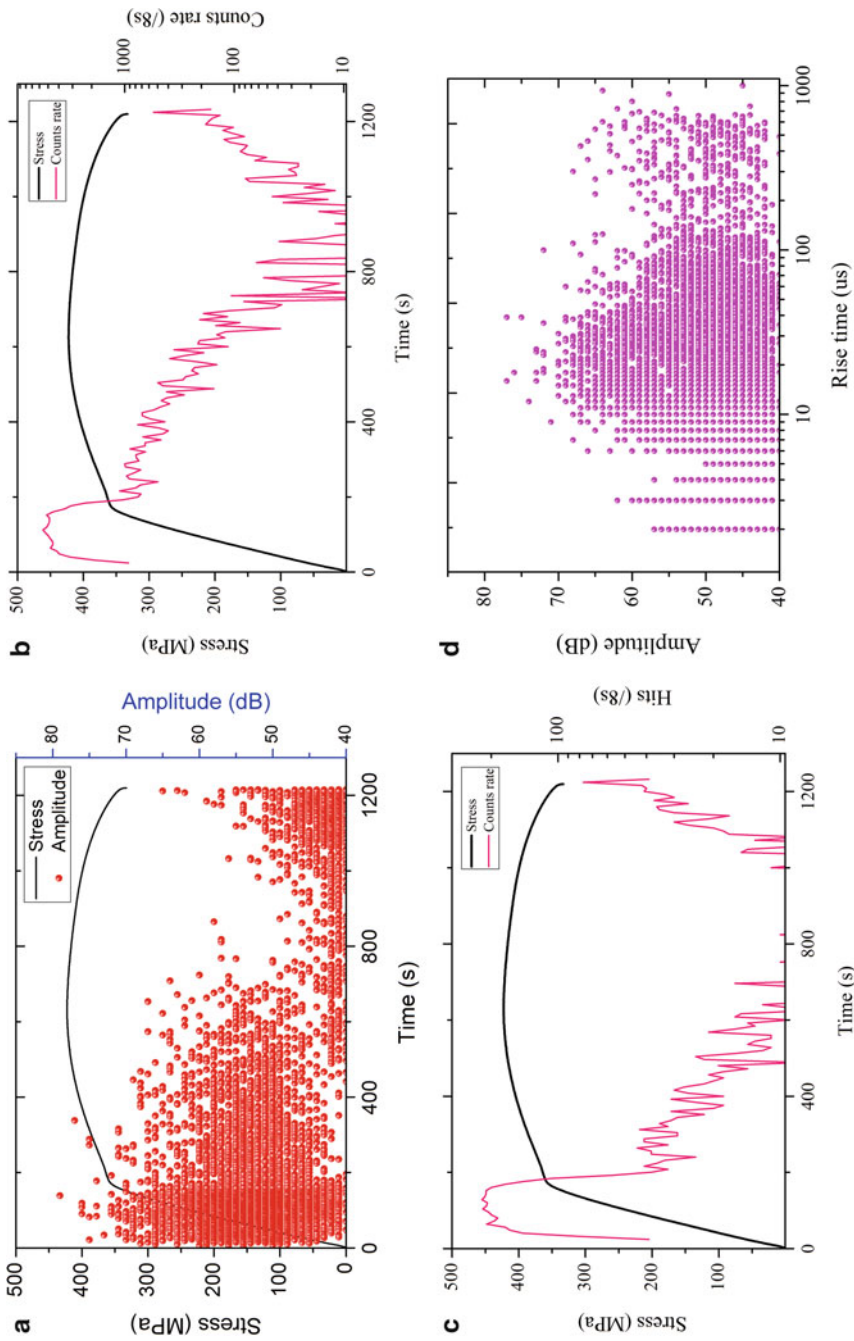 a
Stress (MPa)
500
400
300
200
100
0
Amplitude (dB)
80
70
60
50
40
Stress
Amplitude
0
400
800
1200
Time (s)
b
Stress (MPa)
500
400
300
200
100
0
Counts rate (/8s)
1000
100
10
Stress
Counts rate
0
400
800
1200
Time (s)
c
Stress (MPa)
500
400
300
200
100
0
Hits (/8s)
100
10
Stress
Counts rate
0
400
800
1200
Time (s)
d
Amplitude (dB)
80
70
60
50
40
10
100
1000
Rise time (us)